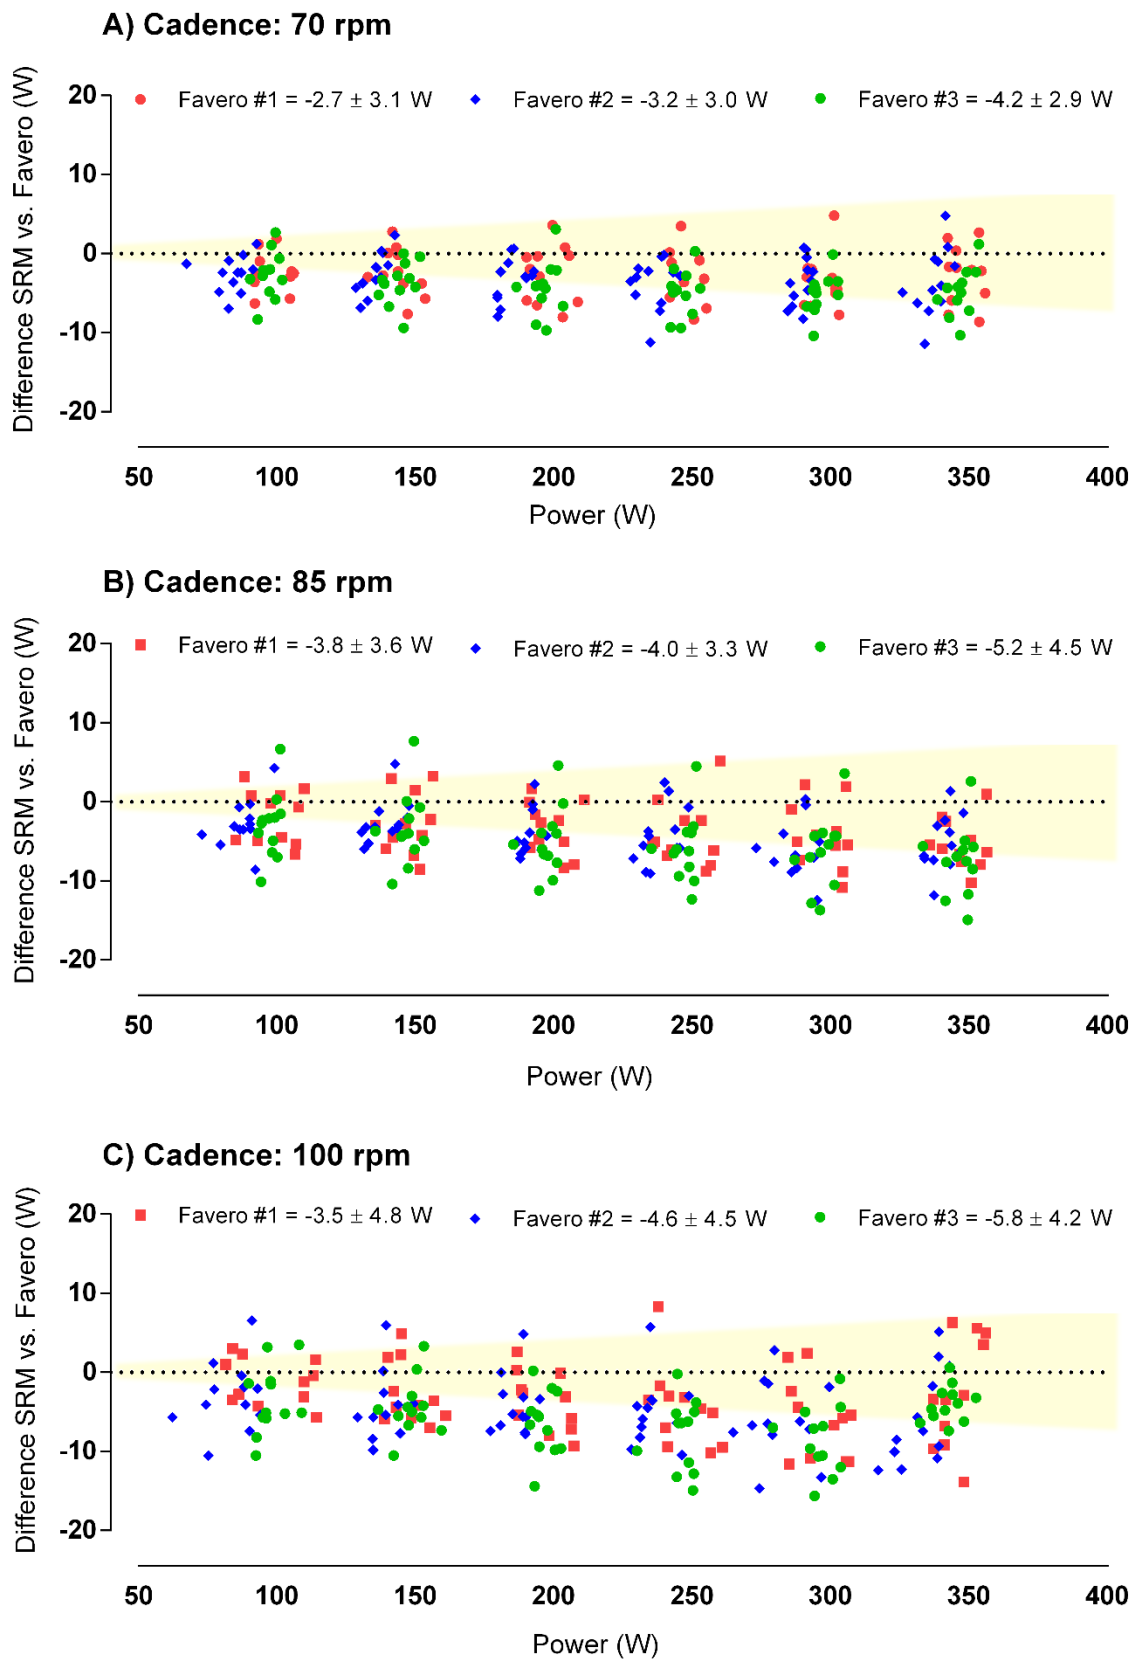 A) Cadence: 70 rpm
Difference SRM vs. Favero (W)
Favero #1 = -2.7 ± 3.1 W Favero #2 = -3.2 ± 3.0 W Favero #3 = -4.2 ± 2.9 W
20
10
0
-10
-20
50 100 150 200 250 300 350 400
Power (W)
B) Cadence: 85 rpm
Difference SRM vs. Favero (W)
Favero #1 = -3.8 ± 3.6 W Favero #2 = -4.0 ± 3.3 W Favero #3 = -5.2 ± 4.5 W
20
10
0
-10
-20
50 100 150 200 250 300 350 400
Power (W)
C) Cadence: 100 rpm
Difference SRM vs. Favero (W)
Favero #1 = -3.5 ± 4.8 W Favero #2 = -4.6 ± 4.5 W Favero #3 = -5.8 ± 4.2 W
20
10
0
-10
-20
50 100 150 200 250 300 350 400
Power (W)